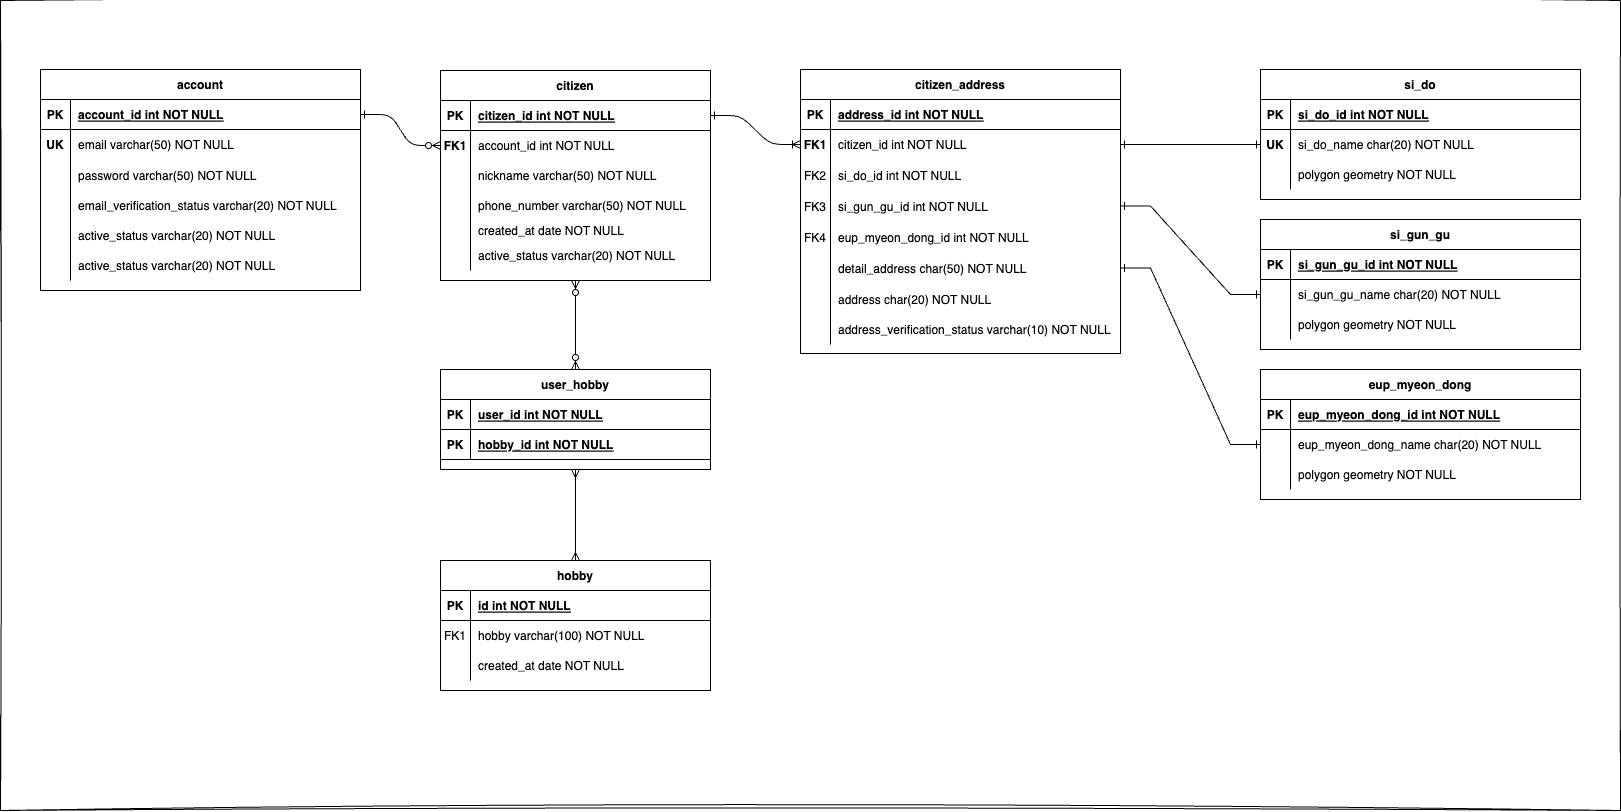 account
PK account_id int NOT NULL
UK email varchar(50) NOT NULL
password varchar(50) NOT NULL
email_verification_status varchar(20) NOT NULL
active_status varchar(20) NOT NULL
active_status varchar(20) NOT NULL
citizen
PK citizen_id int NOT NULL
FK1 account_id int NOT NULL
nickname varchar(50) NOT NULL
phone_number varchar(50) NOT NULL
created_at date NOT NULL
active_status varchar(20) NOT NULL
citizen_address
PK address_id int NOT NULL
FK1 citizen_id int NOT NULL
FK2 si_do_id int NOT NULL
FK3 si_gun_gu_id int NOT NULL
FK4 eup_myeon_dong_id int NOT NULL
detail_address char(50) NOT NULL
address char(20) NOT NULL
address_verification_status varchar(10) NOT NULL
si_do
PK si_do_id int NOT NULL
UK si_do_name char(20) NOT NULL
polygon geometry NOT NULL
si_gun_gu
PK si_gun_gu_id int NOT NULL
si_gun_gu_name char(20) NOT NULL
polygon geometry NOT NULL
eup_myeon_dong
PK eup_myeon_dong_id int NOT NULL
eup_myeon_dong_name char(20) NOT NULL
polygon geometry NOT NULL
user_hobby
PK user_id int NOT NULL
PK hobby_id int NOT NULL
hobby
PK id int NOT NULL
FK1 hobby varchar(100) NOT NULL
created_at date NOT NULL